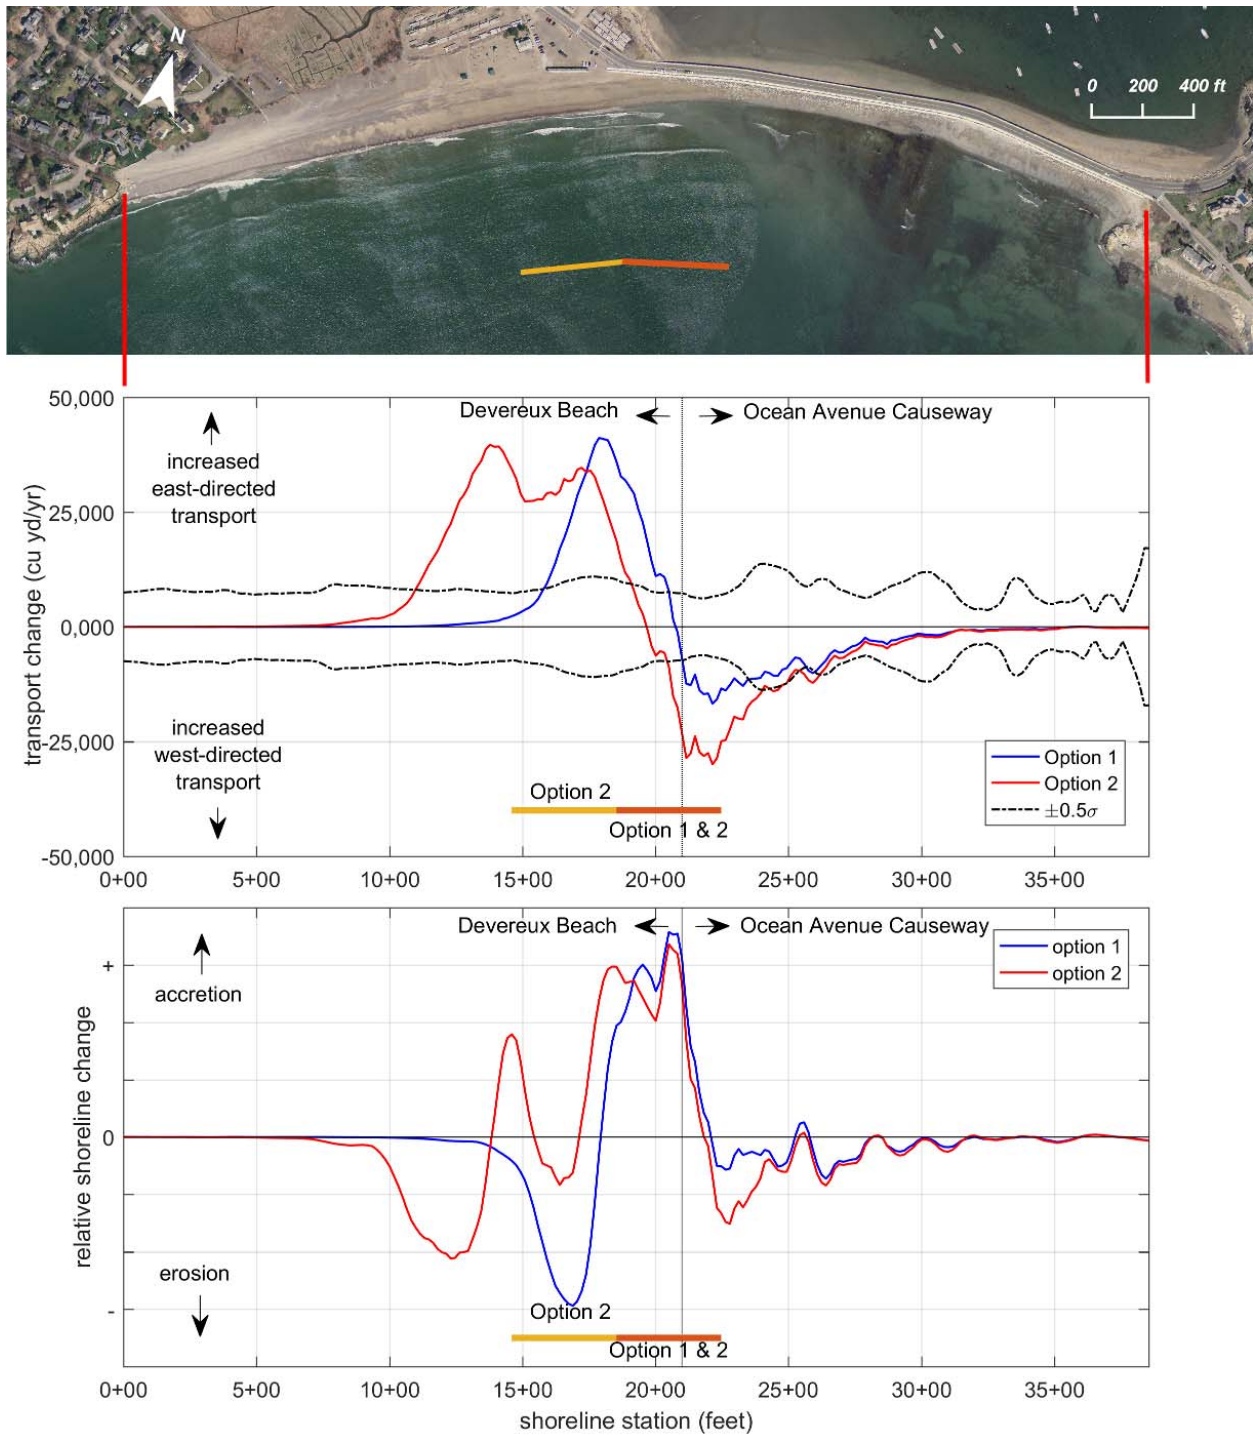 N
0 200 400 ft
50,000
25,000
0,000
-25,000
-50,000
transport change (cu yd/yr)
Devereux Beach
Ocean Avenue Causeway
increased
east-directed
transport
increased
west-directed
transport
Option 2
Option 1 & 2
Option 1
Option 2
±0.5σ
0+00 5+00 10+00 15+00 20+00 25+00 30+00 35+00
Devereux Beach
Ocean Avenue Causeway
option 1
option 2
+
0
-
relative shoreline change
accretion
erosion
Option 2
Option 1 & 2
0+00 5+00 10+00 15+00 20+00 25+00 30+00 35+00
shoreline station (feet)